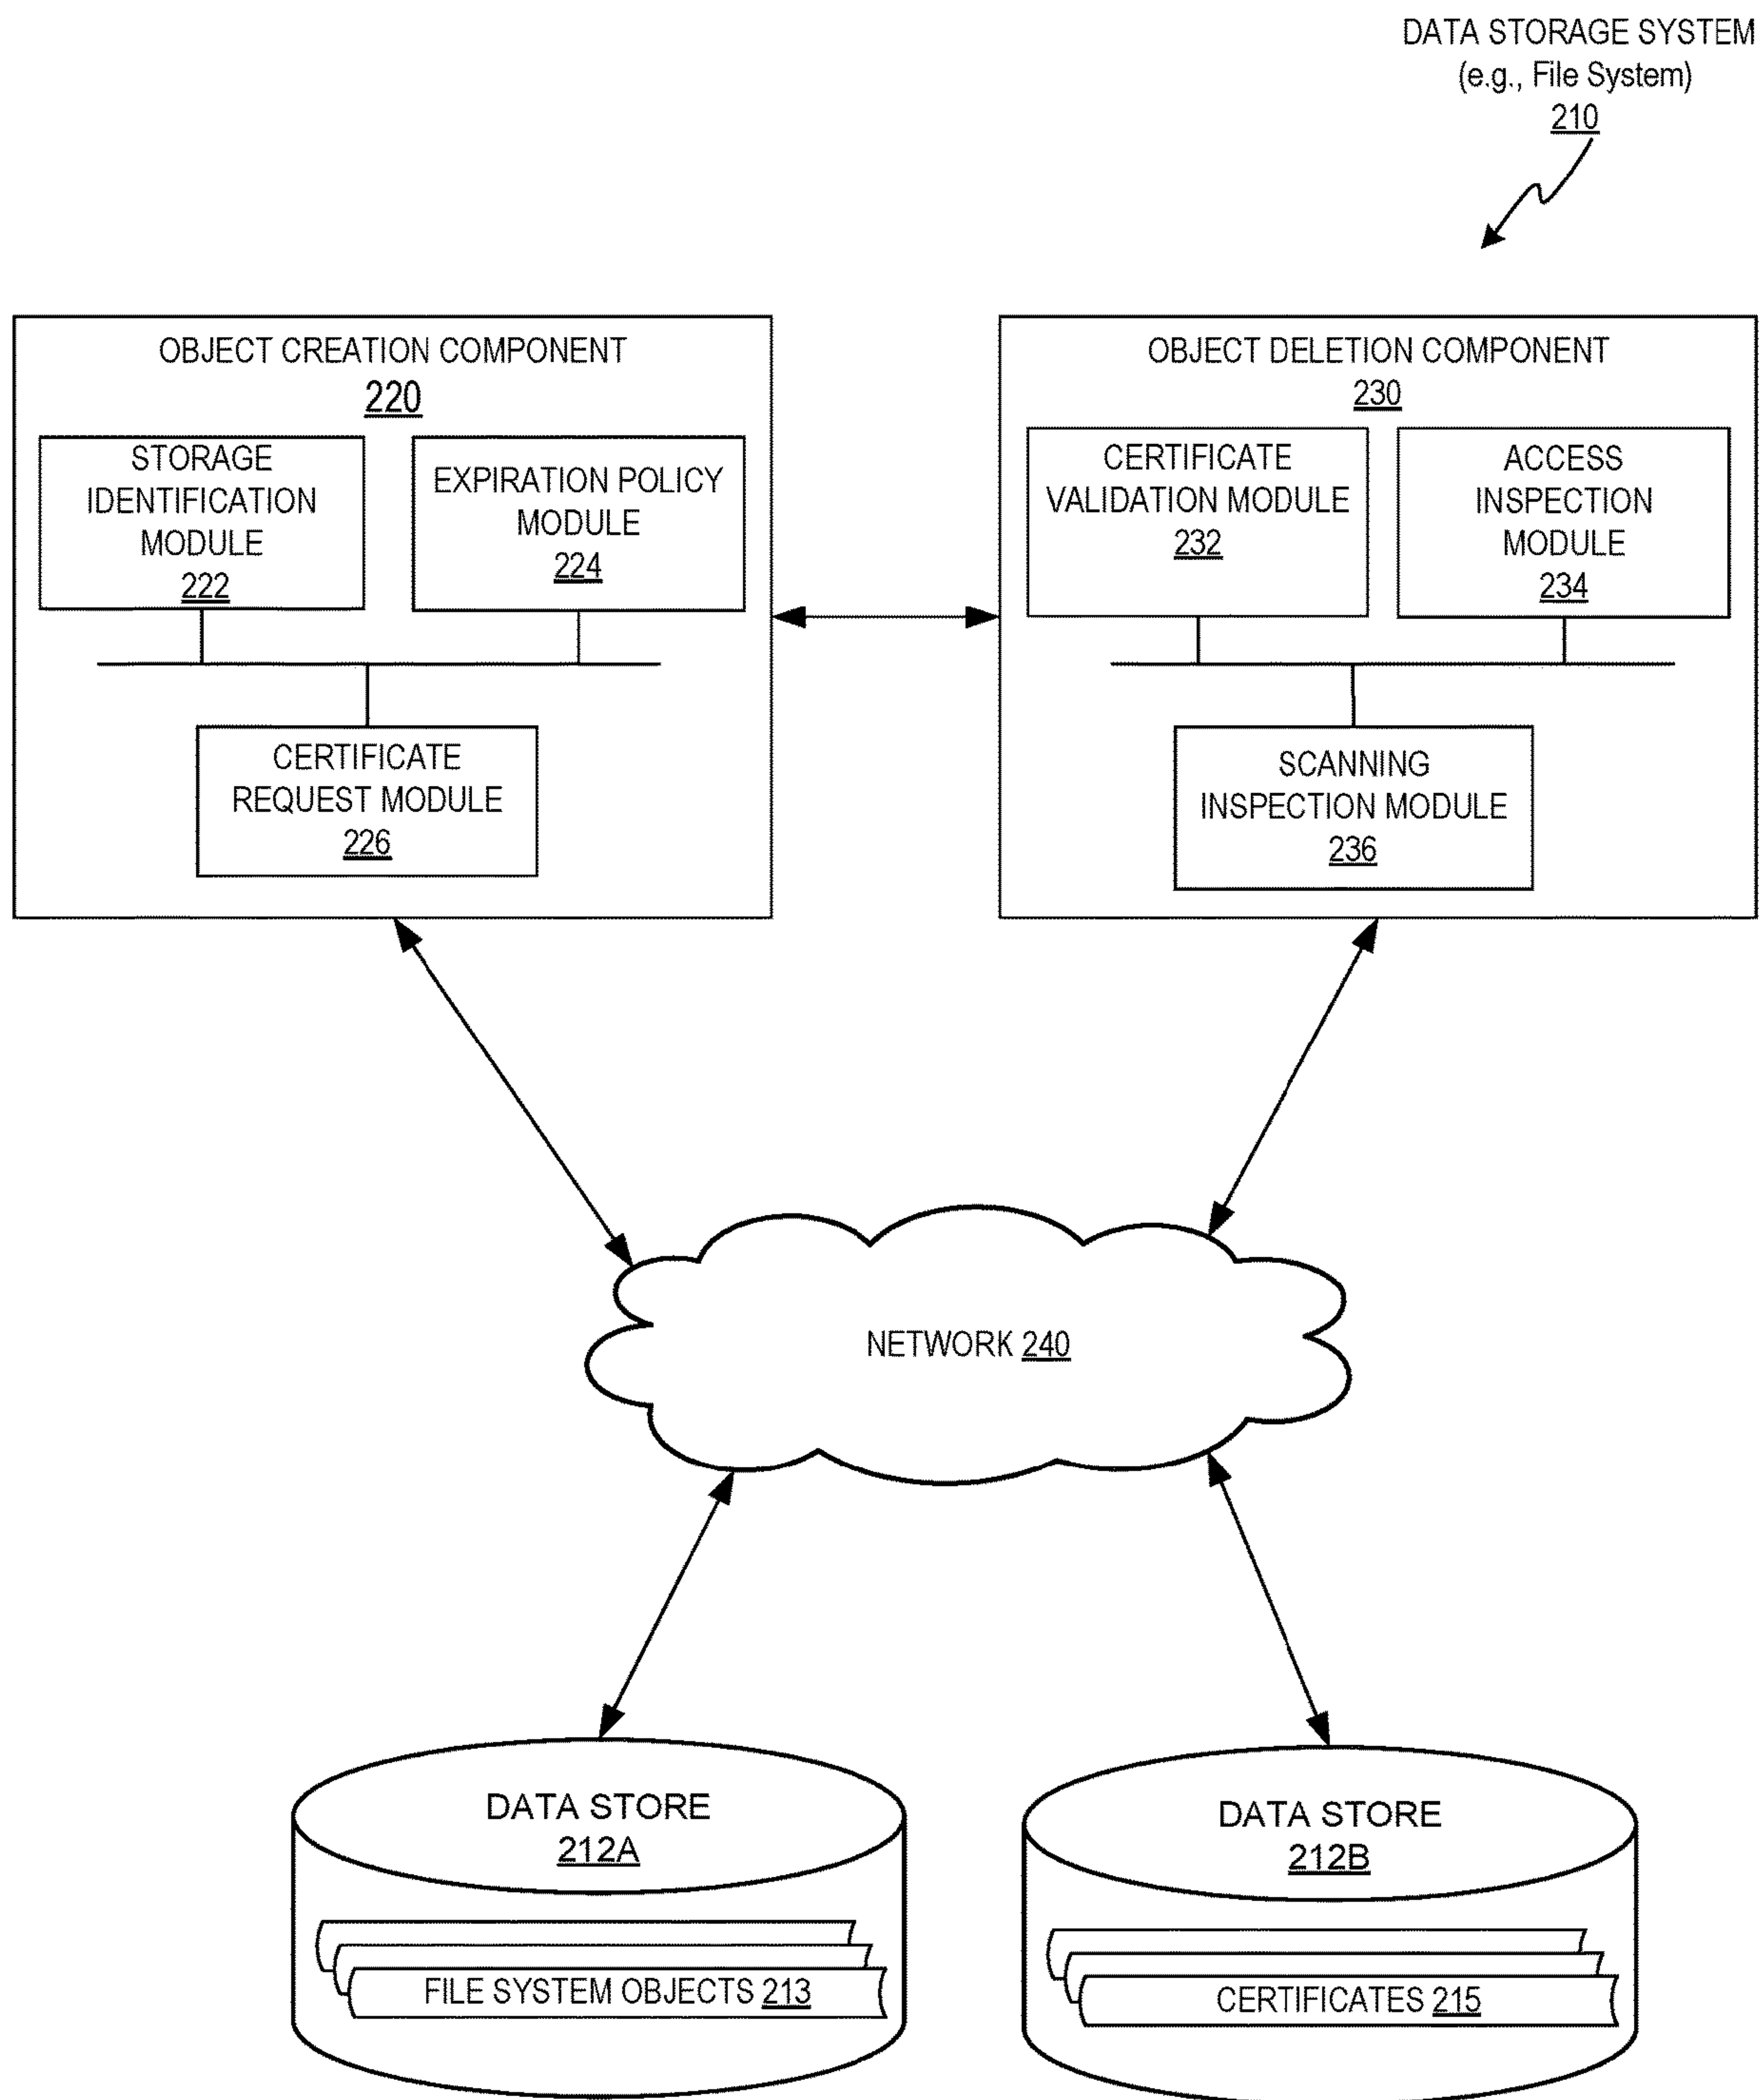 DATA STORAGE SYSTEM
(e.g., File System)
210
OBJECT CREATION COMPONENT
220
STORAGE
IDENTIFICATION
MODULE
222
EXPIRATION POLICY
MODULE
224
CERTIFICATE
REQUEST MODULE
226
OBJECT DELETION COMPONENT
230
CERTIFICATE
VALIDATION MODULE
232
ACCESS
INSPECTION
MODULE
234
SCANNING
INSPECTION MODULE
236
NETWORK 240
DATA STORE
212A
FILE SYSTEM OBJECTS 213
DATA STORE
212B
CERTIFICATES 215